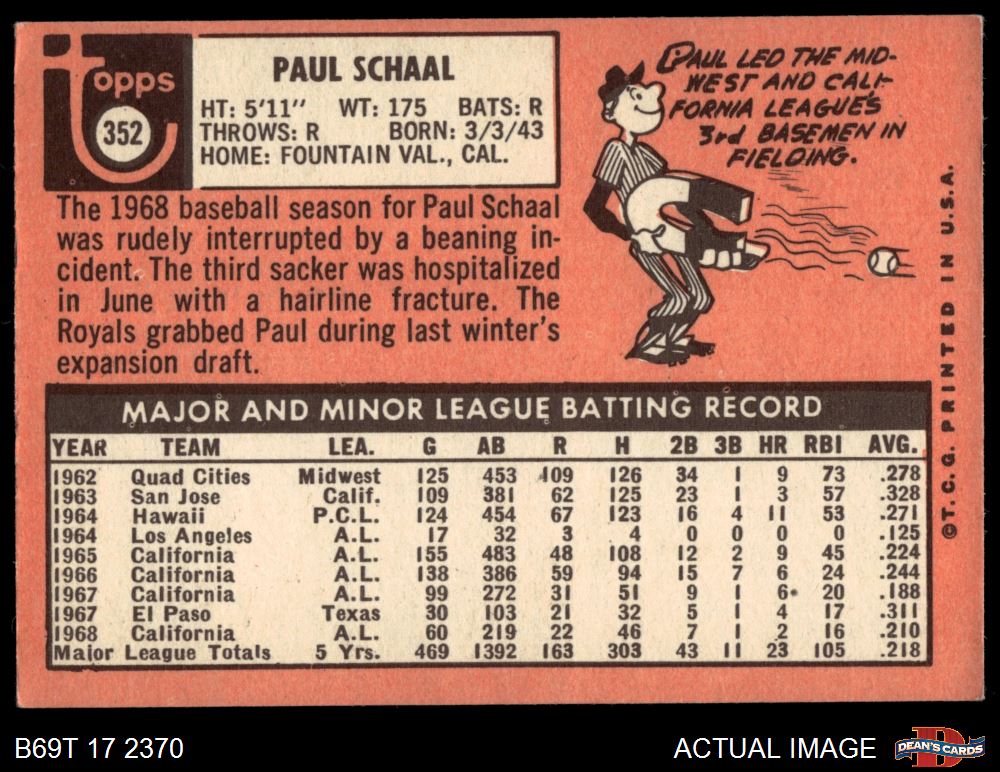 Topps
352
PAUL SCHAAL
HT: 5'11" WT: 175 BATS: R
THROWS: R BORN: 3/3/43
HOME: FOUNTAIN VAL., CAL.
PAUL LED THE MID-
WEST AND CALI-
FORNIA LEAGUE'S
3rd BASEMEN IN
FIELDING.
The 1968 baseball season for Paul Schaal
was rudely interrupted by a beaning in-
cident. The third sacker was hospitalized
in June with a hairline fracture. The
Royals grabbed Paul during last winter's
expansion draft.
MAJOR AND MINOR LEAGUE BATTING RECORD
YEAR TEAM LEA. G AB R H 2B 3B HR RBI AVG.
1962 Quad Cities Midwest 125 453 109 126 34 1 9 73 .278
1963 San Jose Calif. 109 381 62 125 23 1 3 57 .328
1964 Hawaii P.C.L. 124 454 67 123 16 4 11 53 .271
1964 Los Angeles A.L. 17 32 3 4 0 0 0 0 .125
1965 California A.L. 155 483 48 108 12 2 9 45 .224
1966 California A.L. 138 386 59 94 15 7 6 24 .244
1967 California A.L. 99 272 31 51 9 1 6 20 .188
1967 El Paso Texas 30 103 21 32 5 1 4 17 .311
1968 California A.L. 60 219 22 46 7 1 2 16 .210
Major League Totals 5 Yrs. 469 1392 163 303 43 11 23 105 .218
©T.C.G. PRINTED IN U.S.A.
B69T 17 2370
ACTUAL IMAGE
D
DEAN'S CARDS
.COM